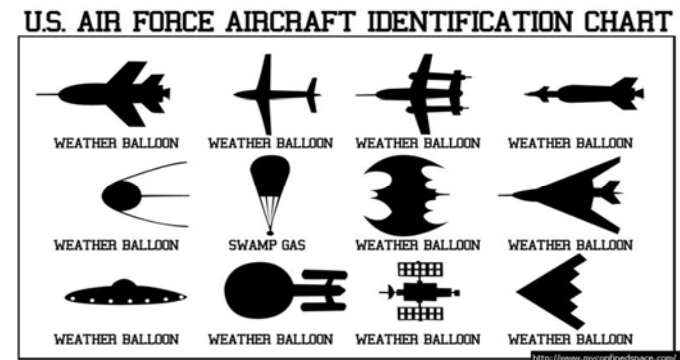 U.S. AIR FORCE AIRCRAFT IDENTIFICATION CHART
WEATHER BALLOON WEATHER BALLOON WEATHER BALLOON WEATHER BALLOON
WEATHER BALLOON SWAMP GAS WEATHER BALLOON WEATHER BALLOON
WEATHER BALLOON WEATHER BALLOON WEATHER BALLOON WEATHER BALLOON
http://www.myconfinedspace.com/